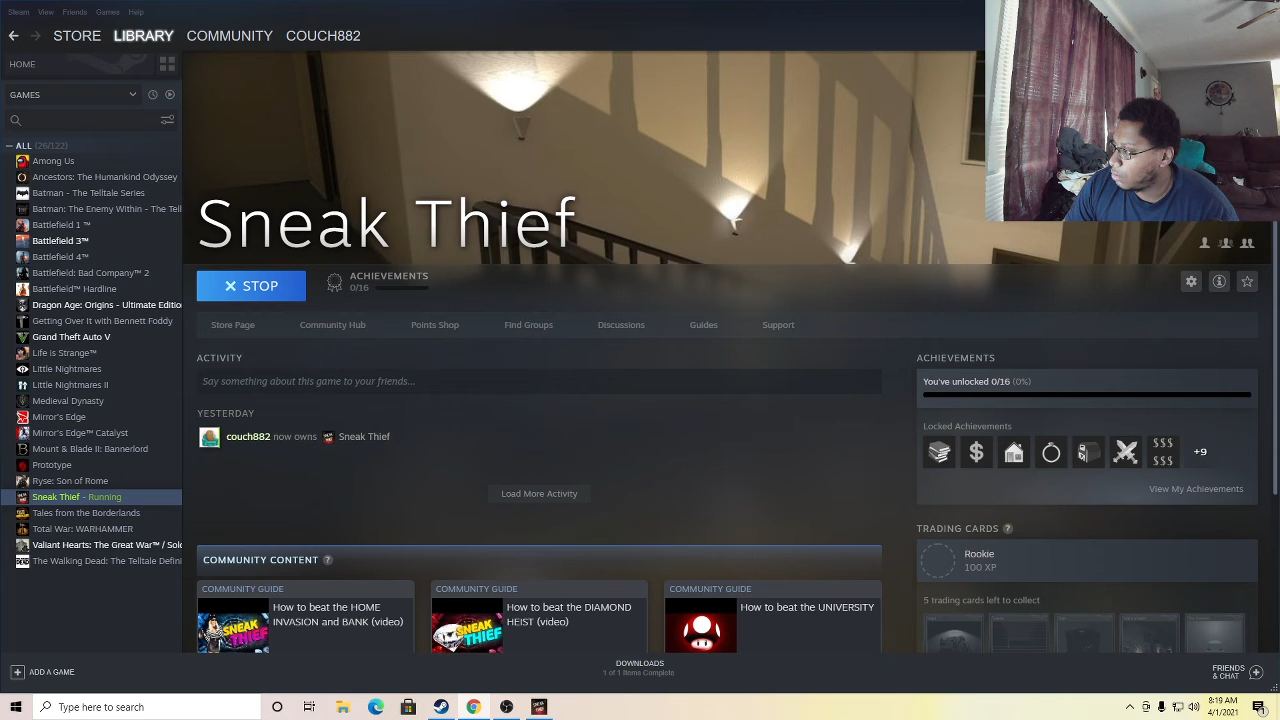 Steam View Friends Games Help
STORE LIBRARY COMMUNITY COUCH882
HOME
GAMES
ALL (26/122)
Among Us
Ancestors: The Humankind Odyssey
Batman - The Telltale Series
Batman: The Enemy Within - The Tell
Battlefield 1 ™
Battlefield 3™
Battlefield 4™
Battlefield: Bad Company™ 2
Battlefield™ Hardline
Dragon Age: Origins - Ultimate Editio
Getting Over It with Bennett Foddy
Grand Theft Auto V
Life is Strange™
Little Nightmares
Little Nightmares II
Medieval Dynasty
Mirror's Edge
Mirror's Edge™ Catalyst
Mount & Blade II: Bannerlord
Prototype
Ryse: Son of Rome
Sneak Thief - Running
Tales from the Borderlands
Total War: WARHAMMER
Valiant Hearts: The Great War™ / Sold
The Walking Dead: The Telltale Defini
Sneak Thief
STOP
ACHIEVEMENTS
0/16
Store Page Community Hub Points Shop Find Groups Discussions Guides Support
ACTIVITY
Say something about this game to your friends...
YESTERDAY
couch882 now owns Sneak Thief
Load More Activity
COMMUNITY CONTENT ?
COMMUNITY GUIDE
How to beat the HOME
INVASION and BANK (video)
SNEAK
THIEF
COMMUNITY GUIDE
How to beat the DIAMOND
HEIST (video)
SNEAK
THIEF
COMMUNITY GUIDE
How to beat the UNIVERSITY
ACHIEVEMENTS
You've unlocked 0/16 (0%)
Locked Achievements
$
$$$
$$$
+9
View My Achievements
TRADING CARDS ?
Rookie
100 XP
5 trading cards left to collect
ADD A GAME
DOWNLOADS
1 of 1 Items Complete
FRIENDS
& CHAT
Type here to search
8:19 AM
4/1/2021